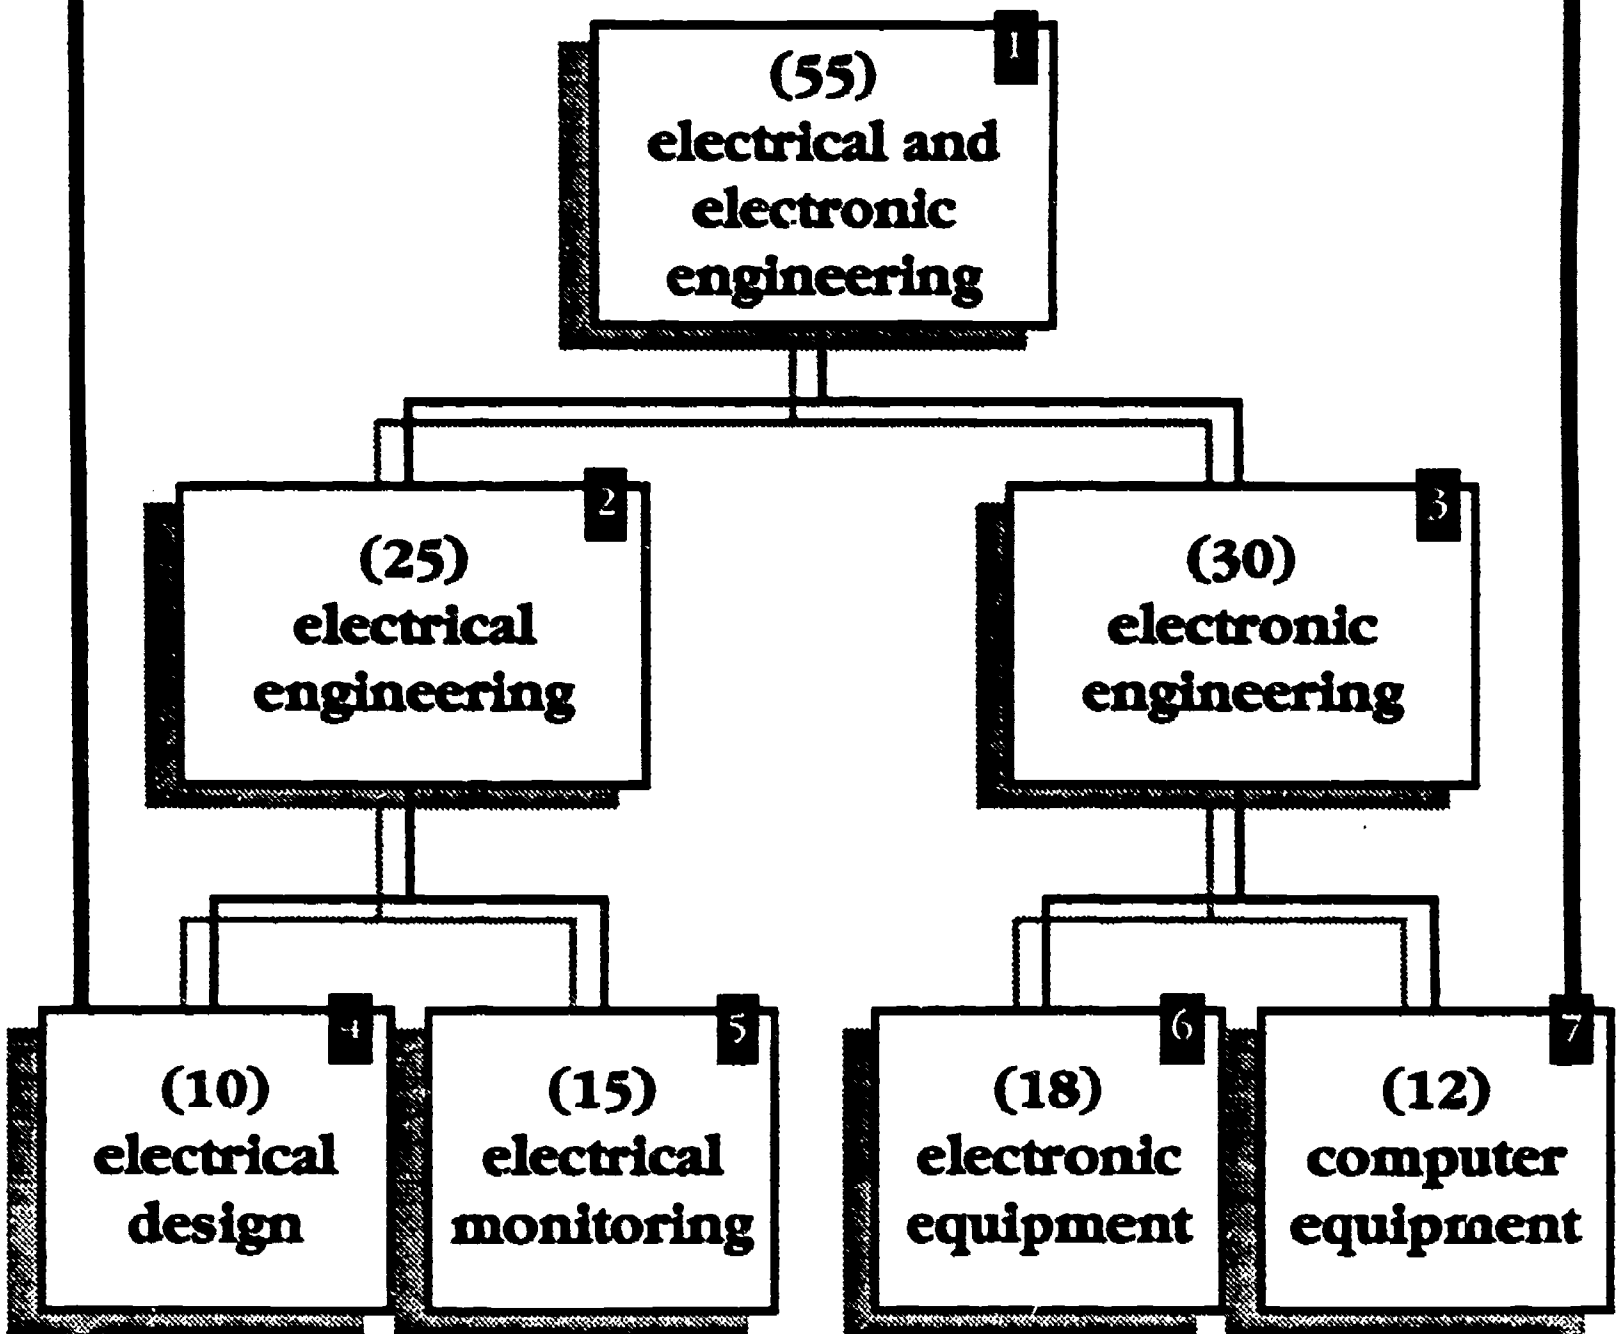 1
(55)
electrical and
electronic
engineering
2
(25)
electrical
engineering
3
(30)
electronic
engineering
4
(10)
electrical
design
5
(15)
electrical
monitoring
6
(18)
electronic
equipment
7
(12)
computer
equipment